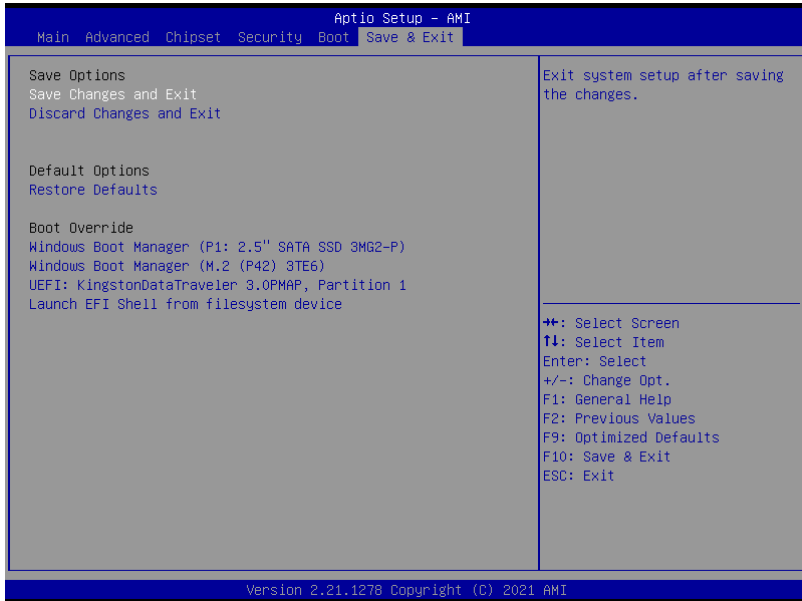 Aptio Setup - AMI
Main Advanced Chipset Security Boot Save & Exit
Save Options
Save Changes and Exit
Discard Changes and Exit
Default Options
Restore Defaults
Boot Override
Windows Boot Manager (P1: 2.5" SATA SSD 3MG2-P)
Windows Boot Manager (M.2 (P42) 3TE6)
UEFI: KingstonDataTraveler 3.0PMAP, Partition 1
Launch EFI Shell from filesystem device
Exit system setup after saving
the changes.
→←: Select Screen
↑↓: Select Item
Enter: Select
+/-: Change Opt.
F1: General Help
F2: Previous Values
F9: Optimized Defaults
F10: Save & Exit
ESC: Exit
Version 2.21.1278 Copyright (C) 2021 AMI